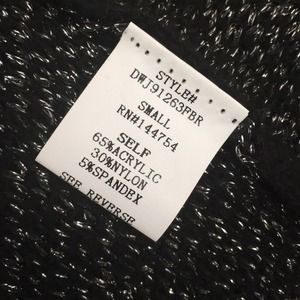 STYLE#
DWJ91263FBR
SMALL
RN#144754
SELF
65%ACRYLIC
30%NYLON
5%SPANDEX
SEE REVERSE